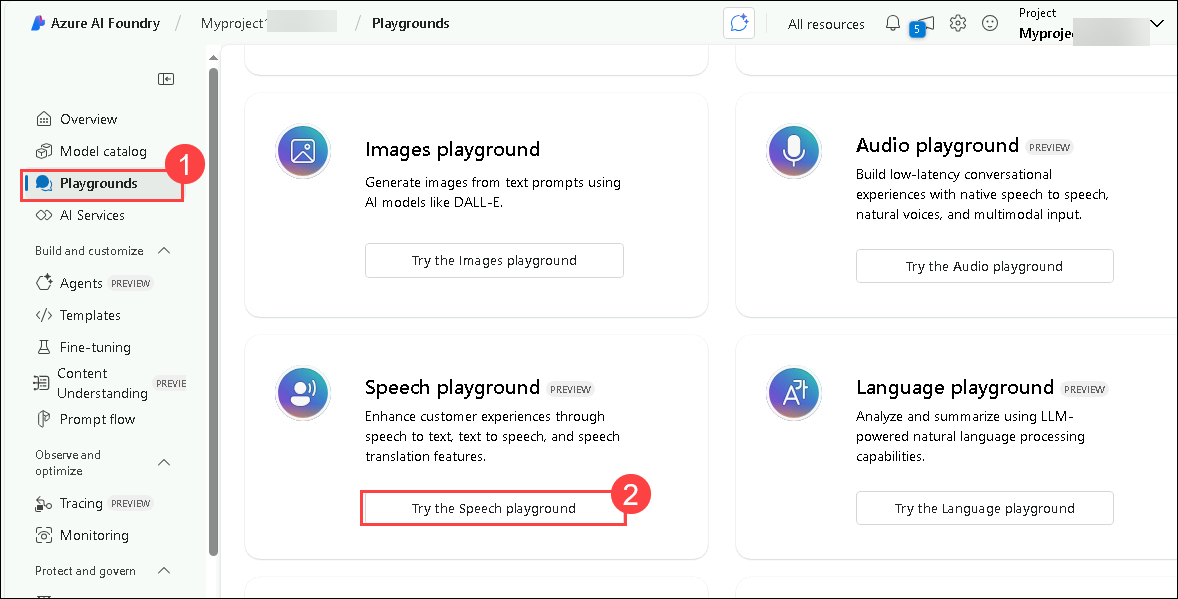 Azure AI Foundry / Myproject1 / Playgrounds
All resources
5
Project
Myprojec
Overview
Model catalog
1
Playgrounds
AI Services
Build and customize
Agents PREVIEW
Templates
Fine-tuning
Content
Understanding PREVIE
Prompt flow
Observe and
optimize
Tracing PREVIEW
Monitoring
Protect and govern
Images playground
Generate images from text prompts using
AI models like DALL-E.
Try the Images playground
Audio playground PREVIEW
Build low-latency conversational
experiences with native speech to speech,
natural voices, and multimodal input.
Try the Audio playground
Speech playground PREVIEW
Enhance customer experiences through
speech to text, text to speech, and speech
translation features.
2
Try the Speech playground
A가
Language playground PREVIEW
Analyze and summarize using LLM-
powered natural language processing
capabilities.
Try the Language playground